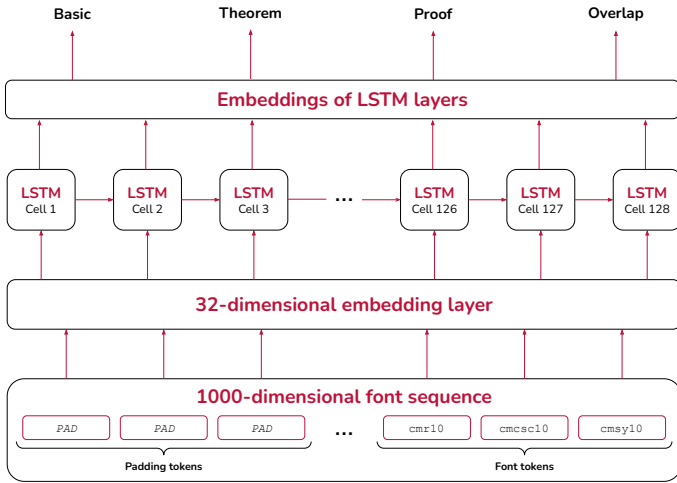 Basic Theorem Proof Overlap
Embeddings of LSTM layers
LSTM LSTM LSTM ... LSTM LSTM LSTM
Cell 1 Cell 2 Cell 3 Cell 126 Cell 127 Cell 128
32-dimensional embedding layer
1000-dimensional font sequence
PAD PAD PAD ... cmr10 cmcsc10 cmsy10
Padding tokens Font tokens